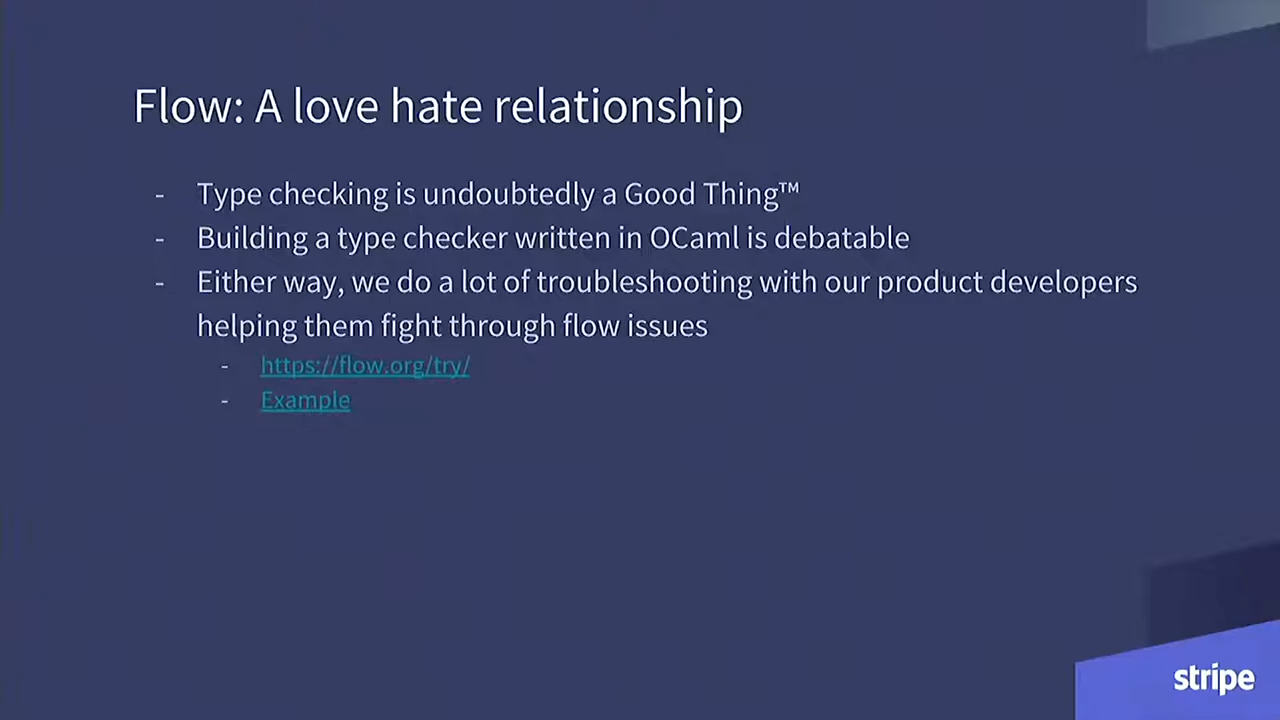 Flow: A love hate relationship
- Type checking is undoubtedly a Good Thing™
- Building a type checker written in OCaml is debatable
- Either way, we do a lot of troubleshooting with our product developers
helping them fight through flow issues
- https://flow.org/try/
- Example
stripe